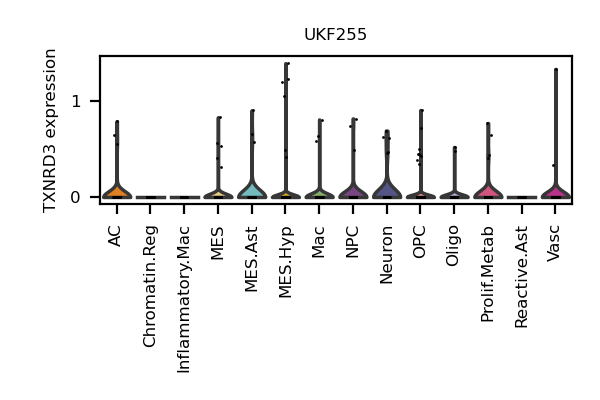 UKF255
TXNRD3 expression
1
0
AC
Chromatin.Reg
Inflammatory.Mac
MES
MES.Ast
MES.Hyp
Mac
NPC
Neuron
OPC
Oligo
Prolif.Metab
Reactive.Ast
Vasc